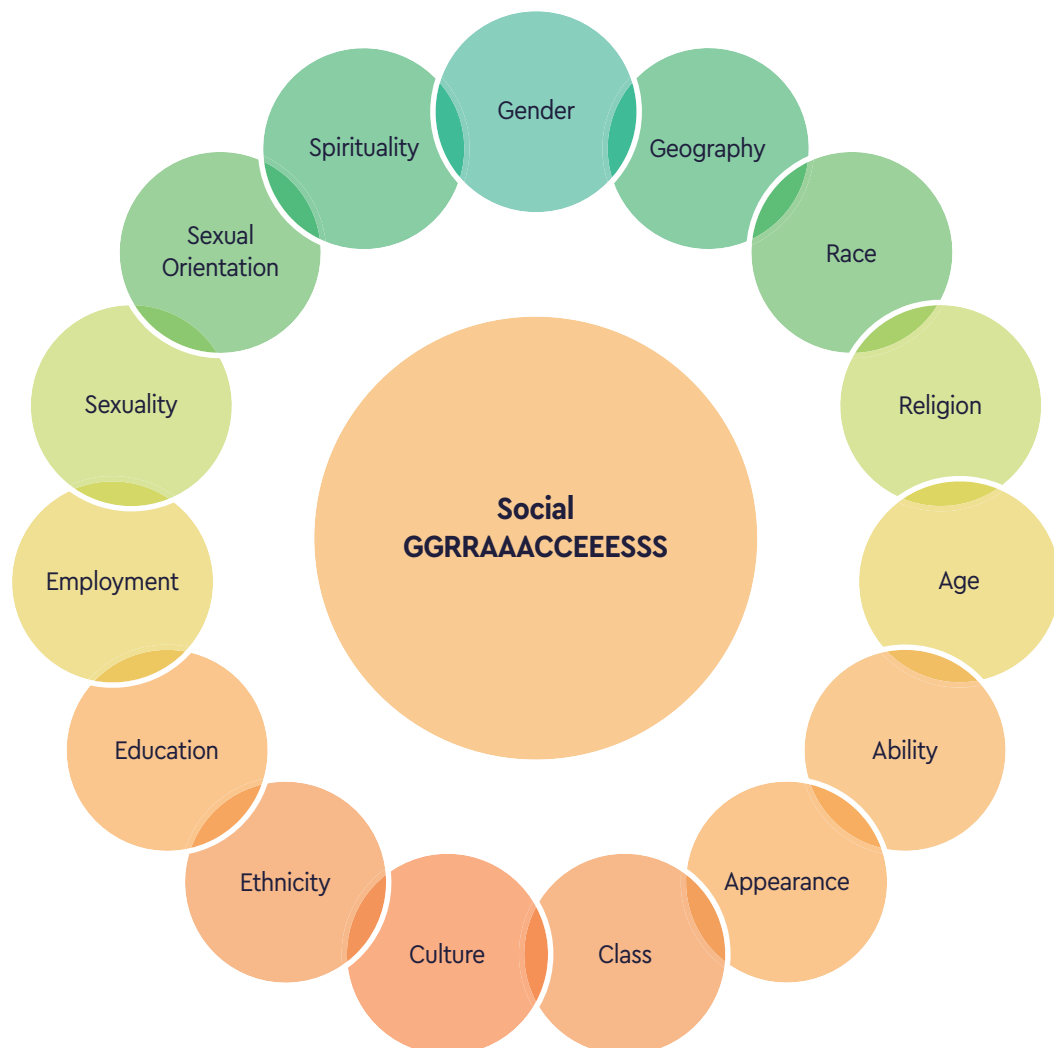 Gender
Geography
Race
Religion
Age
Ability
Appearance
Class
Culture
Ethnicity
Education
Employment
Sexuality
Sexual
Orientation
Spirituality
Social
GGRRAAACCEEESSS